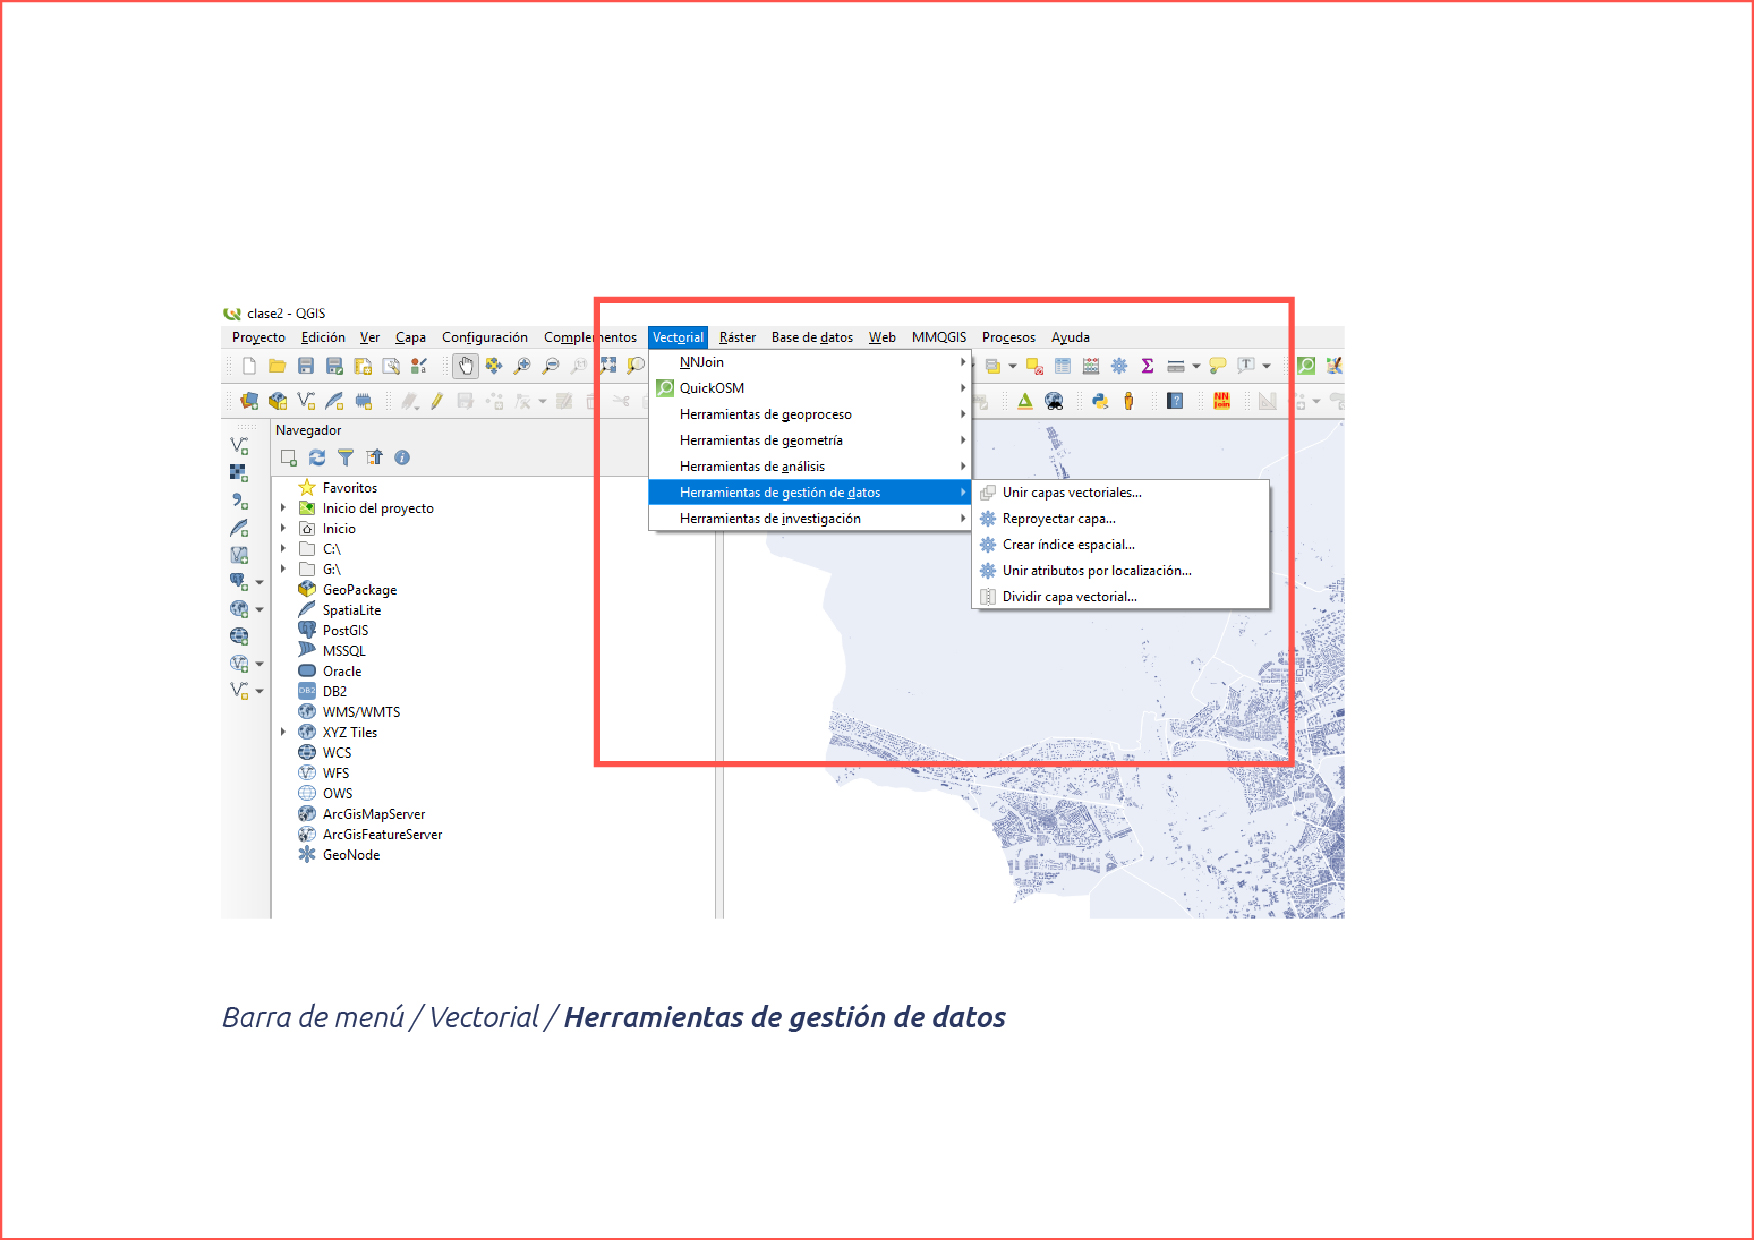 clase2 - QGIS
Proyecto Edición Ver Capa Configuración Complementos Vectorial Ráster Base de datos Web MMQGIS Procesos Ayuda
NNJoin
QuickOSM
Herramientas de geoproceso
Herramientas de geometría
Herramientas de análisis
Herramientas de gestión de datos
Herramientas de investigación
Unir capas vectoriales...
Reproyectar capa...
Crear índice espacial...
Unir atributos por localización...
Dividir capa vectorial...
NN
Join
Navegador
Favoritos
Inicio del proyecto
Inicio
C:\
G:\
GeoPackage
SpatiaLite
PostGIS
MSSQL
Oracle
DB2 DB2
WMS/WMTS
XYZ Tiles
WCS
WFS
OWS
ArcGisMapServer
ArcGisFeatureServer
GeoNode
Barra de menú / Vectorial / Herramientas de gestión de datos